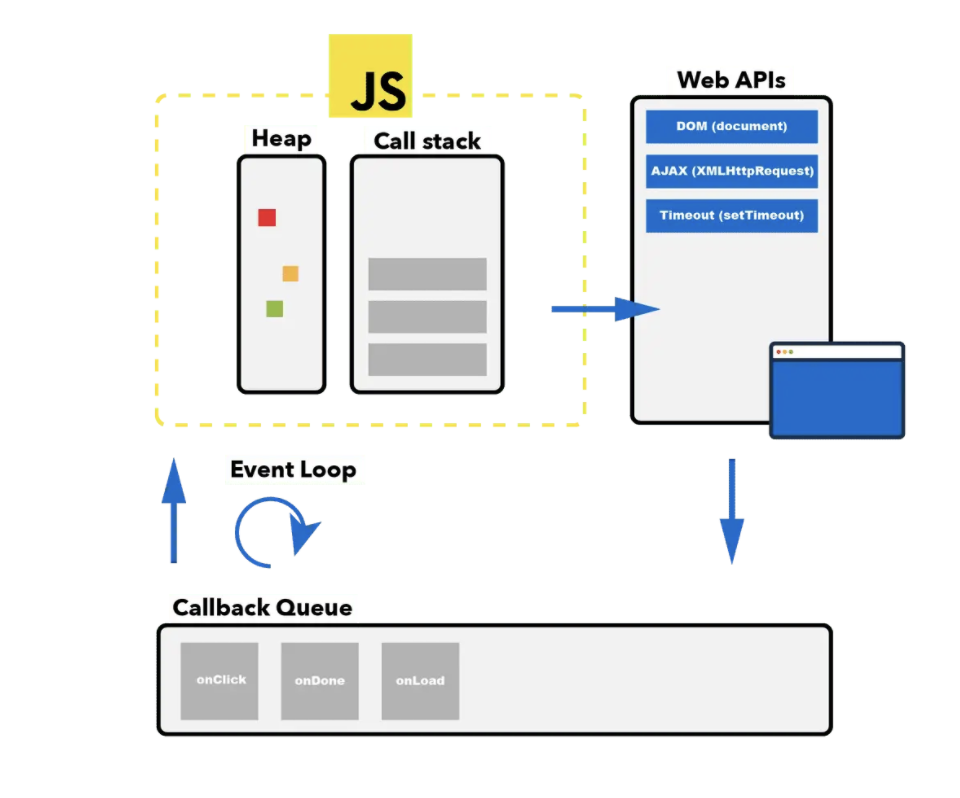 JS
Web APIs
Heap
Call stack
DOM (document)
AJAX (XMLHttpRequest)
Timeout (setTimeout)
Event Loop
Callback Queue
onClick
onDone
onLoad